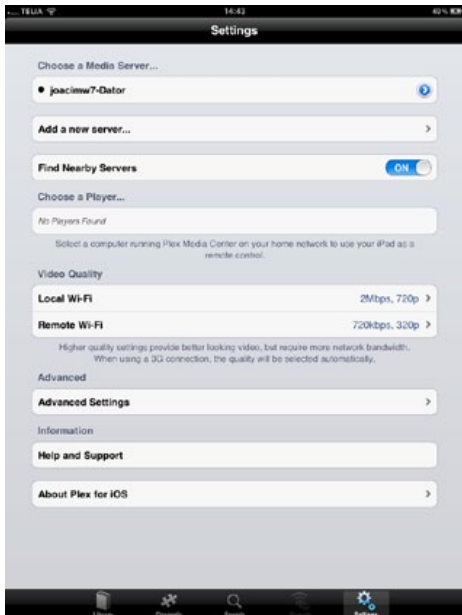 TELIA 14:43
Settings
Choose a Media Server...
joacimw7-Dator
Add a new server...
Find Nearby Servers ON
Choose a Player...
No Players Found
Select a computer running Plex Media Center on your home network to use your iPad as a
remote control.
Video Quality
Local Wi-Fi 2Mbps, 720p
Remote Wi-Fi 720kbps, 320p
Higher quality settings provide better looking video, but require more network bandwidth.
When using a 3G connection, the quality will be selected automatically.
Advanced
Advanced Settings
Information
Help and Support
About Plex for iOS